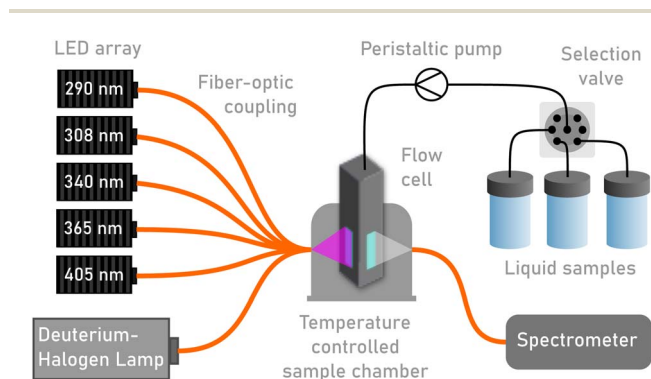 LED array
290 nm
308 nm
340 nm
365 nm
405 nm
Deuterium-
Halogen Lamp
Fiber-optic
coupling
Peristaltic pump
Flow
cell
Temperature
controlled
sample chamber
Selection
valve
Liquid samples
Spectrometer